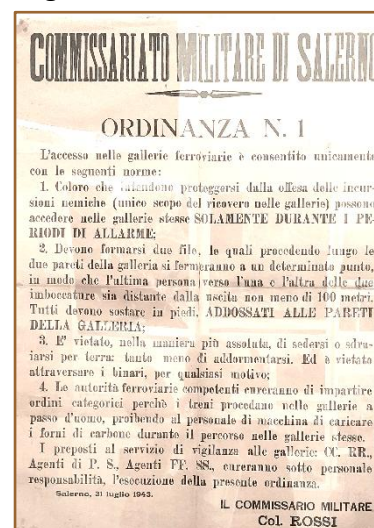 COMMISSARIATO MILITARE DI SALERNO
ORDINANZA N. 1
L'accesso nelle gallerie ferroviarie è consentito unicamente
con le seguenti norme:
1. Coloro che intendono proteggersi dalla offesa delle incur-
sioni nemiche (unico scopo del ricovero nelle gallerie) possono
accedere nelle gallerie stesse SOLAMENTE DURANTE I PE-
RIODI DI ALLARME;
2. Devono formarsi due file, le quali procedendo lungo le
due pareti della galleria si fermeranno a un determinato punto,
in modo che l'ultima persona verso l'una e l'altra delle due
imboccature sia distante dalla uscita non meno di 100 metri.
Tutti devono sostare in piedi, ADDOSSATI ALLE PARETI
DELLA GALLERIA;
3. E' vietato, nella maniera più assoluta, di sedersi o sdra-
iarsi per terra: tanto meno di addormentarsi. Ed è vietato
attraversare i binari, per qualsiasi motivo;
4. Le autorità ferroviarie competenti cureranno di impartire
ordini categorici perchè i treni procedano nelle gallerie a
passo d'uomo, proibendo al personale di macchina di caricare
i forni di carbone durante il percorso nelle gallerie stesse.
I preposti al servizio di vigilanza alle gallerie: CC. RR.,
Agenti di P. S., Agenti FF. SS., cureranno sotto personale
responsabilità, l'esecuzione della presente ordinanza.
Salerno, 21 luglio 1943.
IL COMMISSARIO MILITARE
Col. ROSSI